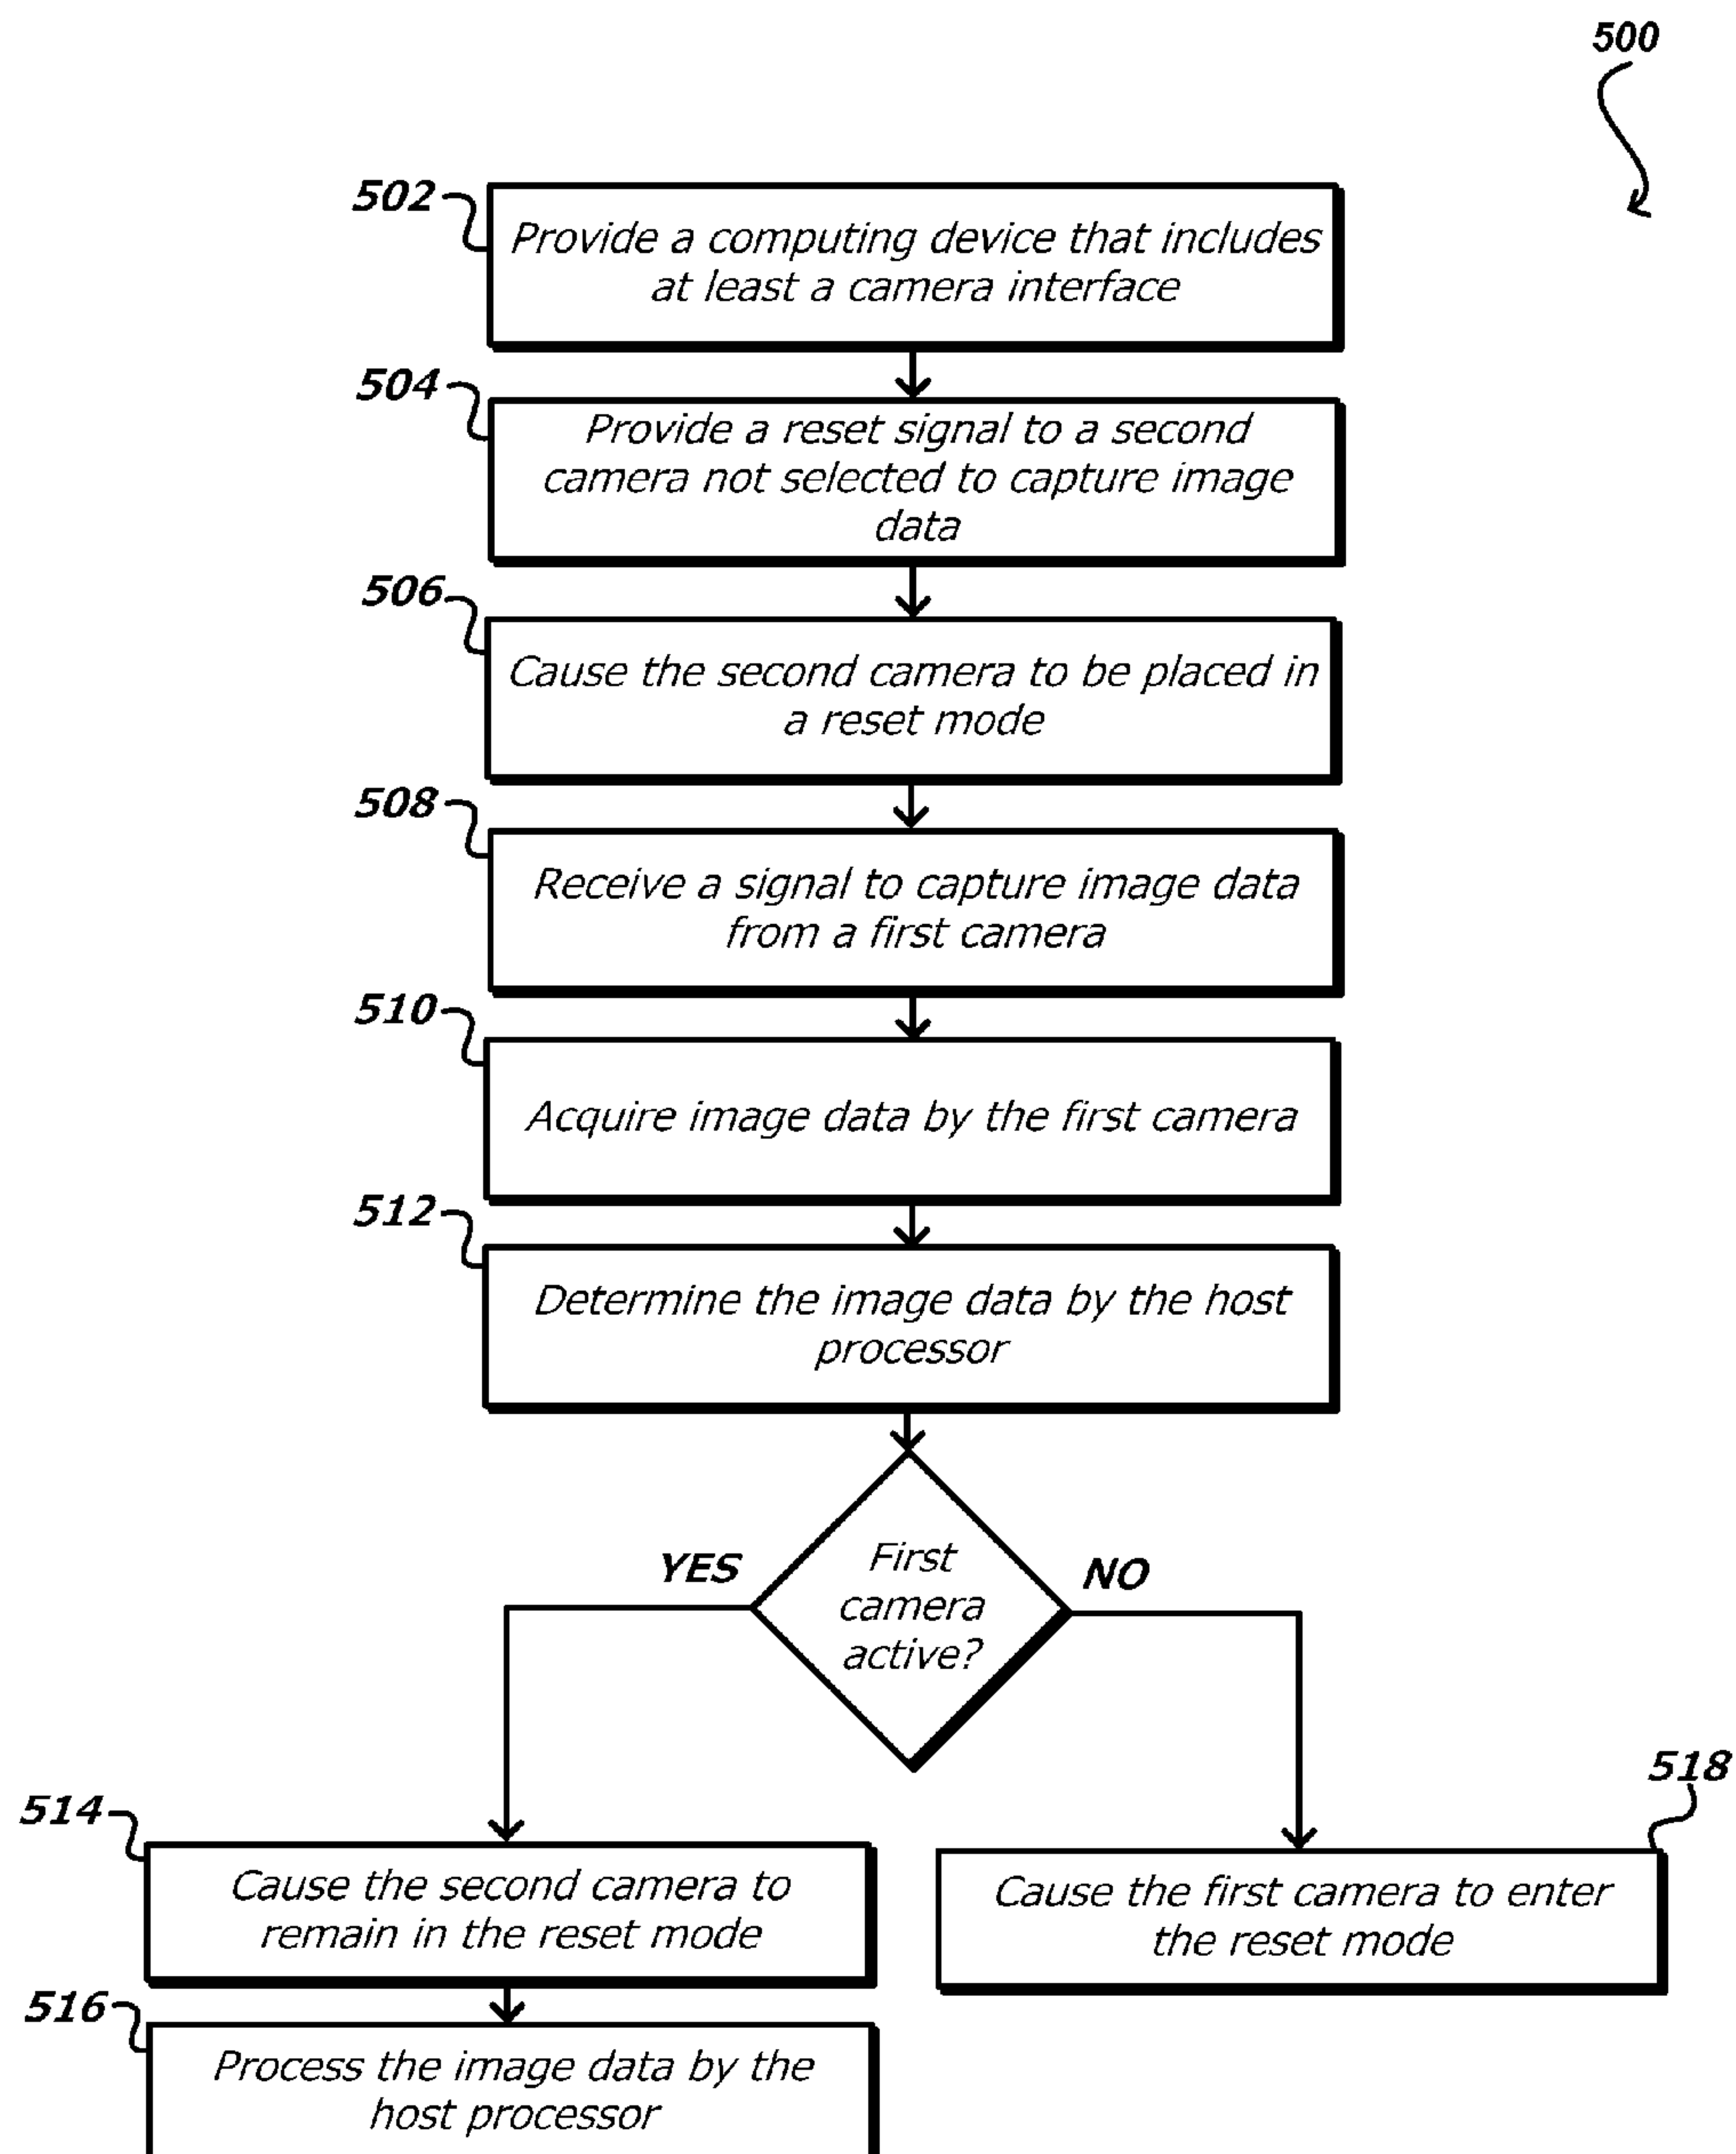 500
502
Provide a computing device that includes
at least a camera interface
504
Provide a reset signal to a second
camera not selected to capture image
data
506
Cause the second camera to be placed in
a reset mode
508
Receive a signal to capture image data
from a first camera
510
Acquire image data by the first camera
512
Determine the image data by the host
processor
First
camera
active?
YES
NO
514
Cause the second camera to
remain in the reset mode
518
Cause the first camera to enter
the reset mode
516
Process the image data by the
host processor